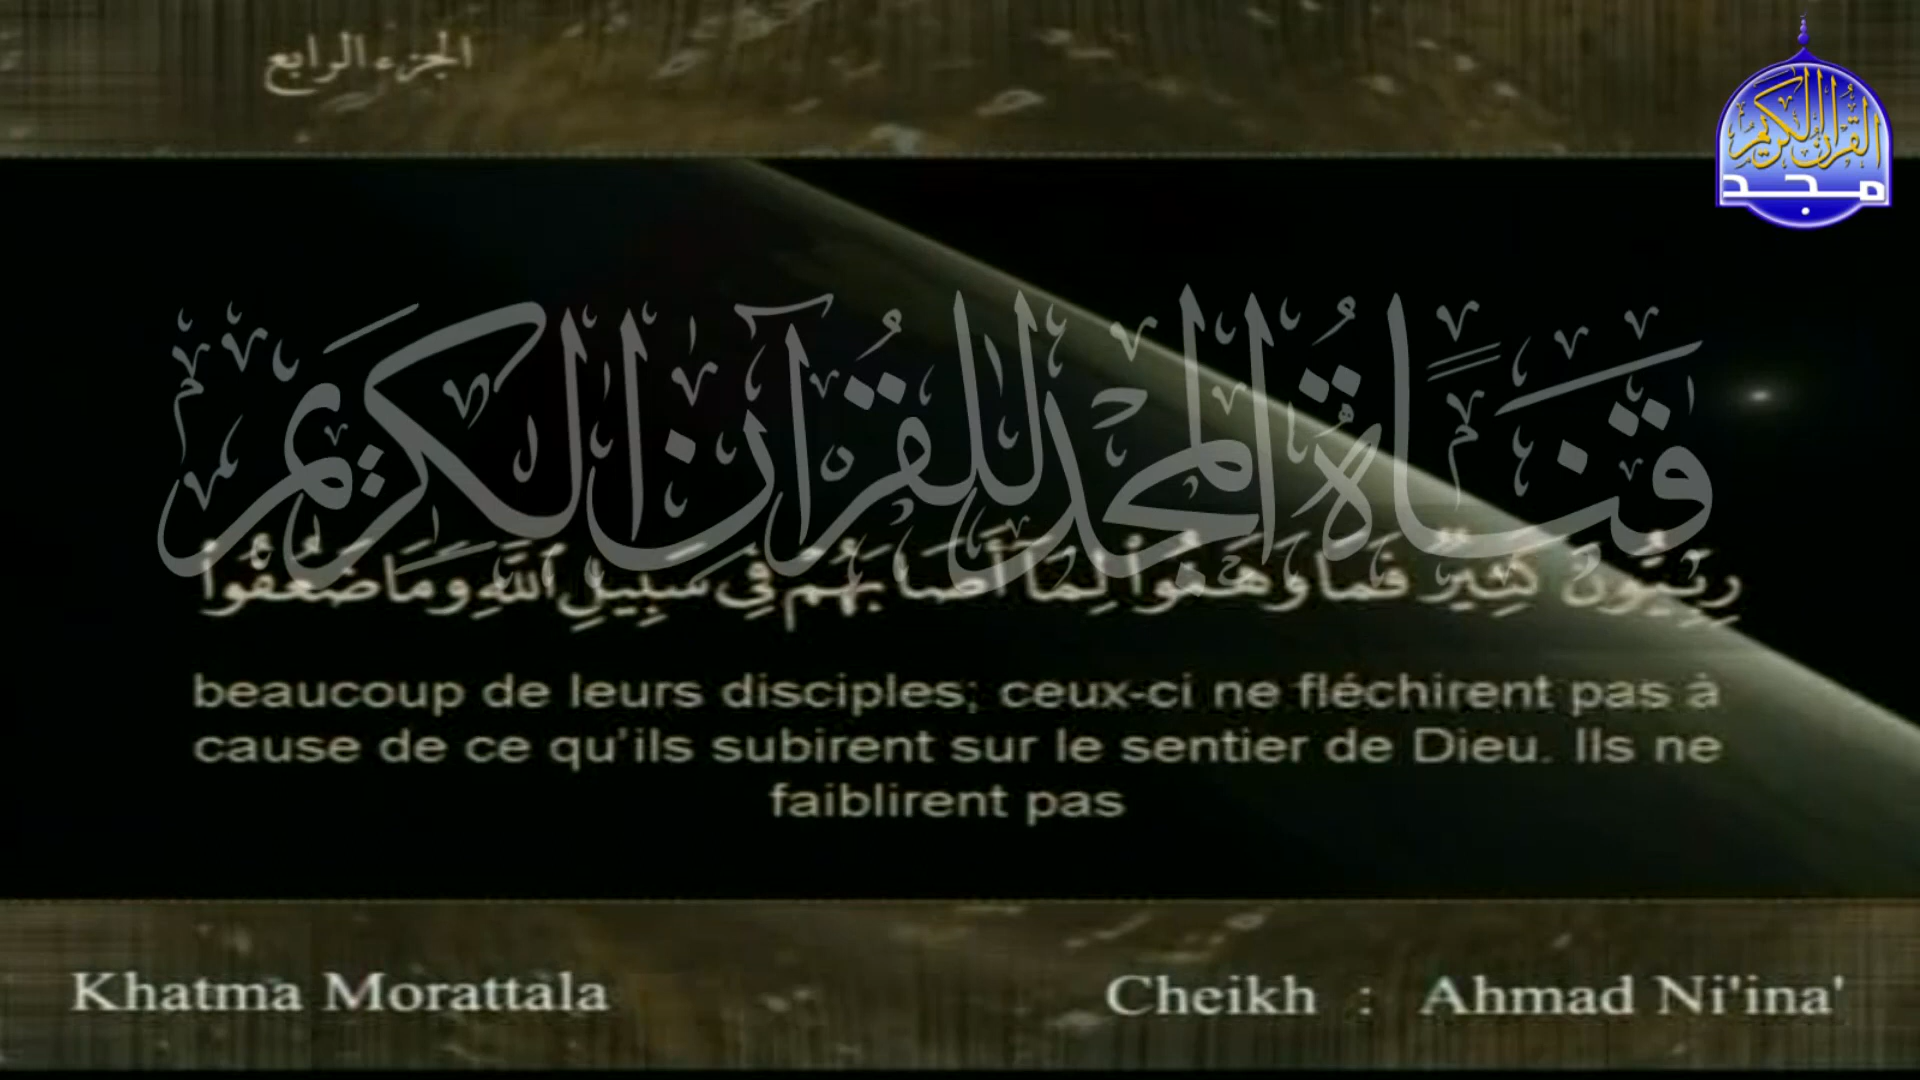 الجزء الرابع
القرآن الكريم
مجد
قناة المجد للقرآن الكريم
رِبِّيُّونَ كَثِيرٌ فَمَا وَهَنُوا۟ لِمَآ أَصَابَهُمْ فِي سَبِيلِ ٱللَّهِ وَمَا ضَعُفُوا۟
beaucoup de leurs disciples; ceux-ci ne fléchirent pas à
cause de ce qu'ils subirent sur le sentier de Dieu. Ils ne
faiblirent pas
Khatma Morattala
Cheikh : Ahmad Ni'ina'